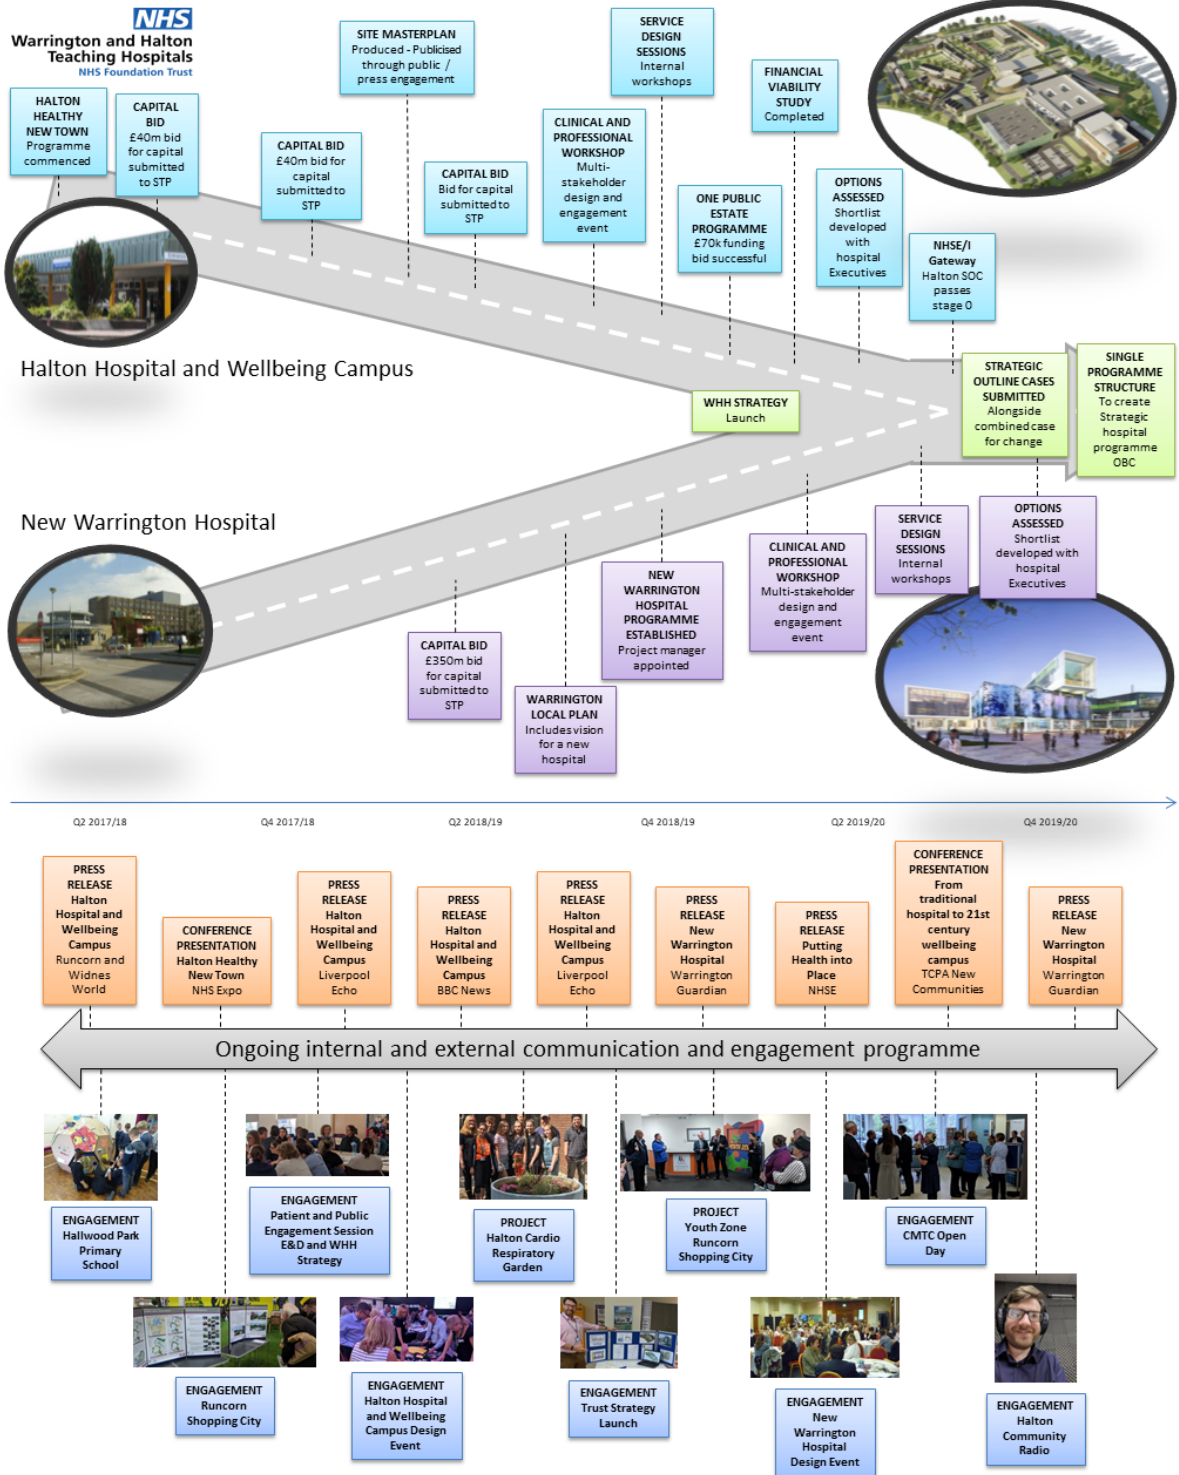 NHS
Warrington and Halton
Teaching Hospitals
NHS Foundation Trust
HALTON
HEALTHY
NEW TOWN
Programme
commenced
CAPITAL
BID
£40m bid
for capital
submitted
to STP
CAPITAL BID
£40m bid for
capital
submitted to
STP
SITE MASTERPLAN
Produced - Publicised
through public /
press engagement
CAPITAL BID
Bid for capital
submitted to
STP
CLINICAL AND
PROFESSIONAL
WORKSHOP
Multi-
stakeholder
design and
engagement
event
SERVICE
DESIGN
SESSIONS
Internal
workshops
ONE PUBLIC
ESTATE
PROGRAMME
£70k funding
bid successful
FINANCIAL
VIABILITY
STUDY
Completed
OPTIONS
ASSESSED
Shortlist
developed
with
hospital
Executives
NHSE/I
Gateway
Halton SOC
passes
stage 0
Halton Hospital and Wellbeing Campus
WHH STRATEGY
Launch
STRATEGIC
OUTLINE CASES
SUBMITTED
Alongside
combined case
for change
SINGLE
PROGRAMME
STRUCTURE
To create
Strategic
hospital
programme
OBC
New Warrington Hospital
CAPITAL BID
£350m bid
for capital
submitted to
STP
WARRINGTON
LOCAL PLAN
Includes vision
for a new
hospital
NEW
WARRINGTON
HOSPITAL
PROGRAMME
ESTABLISHED
Project manager
appointed
CLINICAL AND
PROFESSIONAL
WORKSHOP
Multi-stakeholder
design and
engagement
event
SERVICE
DESIGN
SESSIONS
Internal
workshops
OPTIONS
ASSESSED
Shortlist
developed with
hospital
Executives
Q2 2017/18
Q4 2017/18
Q2 2018/19
Q4 2018/19
Q2 2019/20
Q4 2019/20
PRESS
RELEASE
Halton
Hospital and
Wellbeing
Campus
Runcorn and
Widnes
World
CONFERENCE
PRESENTATION
Halton Healthy
New Town
NHS Expo
PRESS
RELEASE Halton
Hospital and
Wellbeing
Campus
Liverpool
Echo
PRESS
RELEASE Halton
Hospital and
Wellbeing
Campus
BBC News
PRESS
RELEASE Halton
Hospital and
Wellbeing
Campus
Liverpool
Echo
PRESS
RELEASE
New
Warrington
Hospital
Warrington
Guardian
PRESS
RELEASE
Putting
Health into
Place
NHSE
CONFERENCE
PRESENTATION
From
traditional
hospital to 21st
century
wellbeing
campus
TCPA New
Communities
PRESS
RELEASE
New
Warrington
Hospital
Warrington
Guardian
Ongoing internal and external communication and engagement programme
ENGAGEMENT
Hallwood Park
Primary
School
ENGAGEMENT
Patient and Public
Engagement Session
E&D and WHH
Strategy
PROJECT
Halton Cardio
Respiratory
Garden
PROJECT
Youth Zone
Runcorn
Shopping City
ENGAGEMENT
CMTC Open
Day
ENGAGEMENT
Runcorn
Shopping City
ENGAGEMENT
Halton Hospital
and Wellbeing
Campus Design
Event
ENGAGEMENT
Trust Strategy
Launch
ENGAGEMENT
New
Warrington
Hospital
Design Event
ENGAGEMENT
Halton
Community
Radio